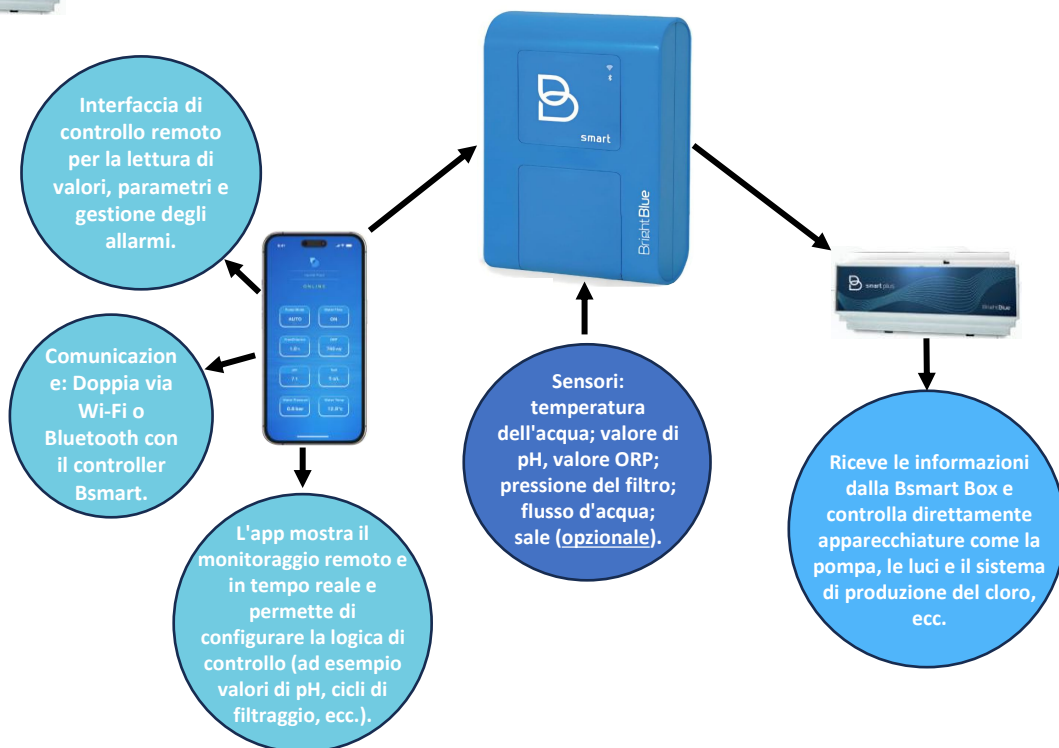 Interfaccia di
controllo remoto
per la lettura di
valori, parametri e
gestione degli
allarmi.
smart
BrightBlue
ONLINE
AUTO
ON
smart plus
BrightBlue
Comunicazion
e: Doppia via
Wi-Fi o
Bluetooth con
il controller
Bsmart.
Sensori:
temperatura
dell'acqua; valore di
pH, valore ORP;
pressione del filtro;
flusso d'acqua;
sale (opzionale).
Riceve le informazioni
dalla Bsmart Box e
controlla direttamente
apparecchiature come la
pompa, le luci e il sistema
di produzione del cloro,
ecc.
L'app mostra il
monitoraggio remoto e
in tempo reale e
permette di
configurare la logica di
controllo (ad esempio
valori di pH, cicli di
filtraggio, ecc.).